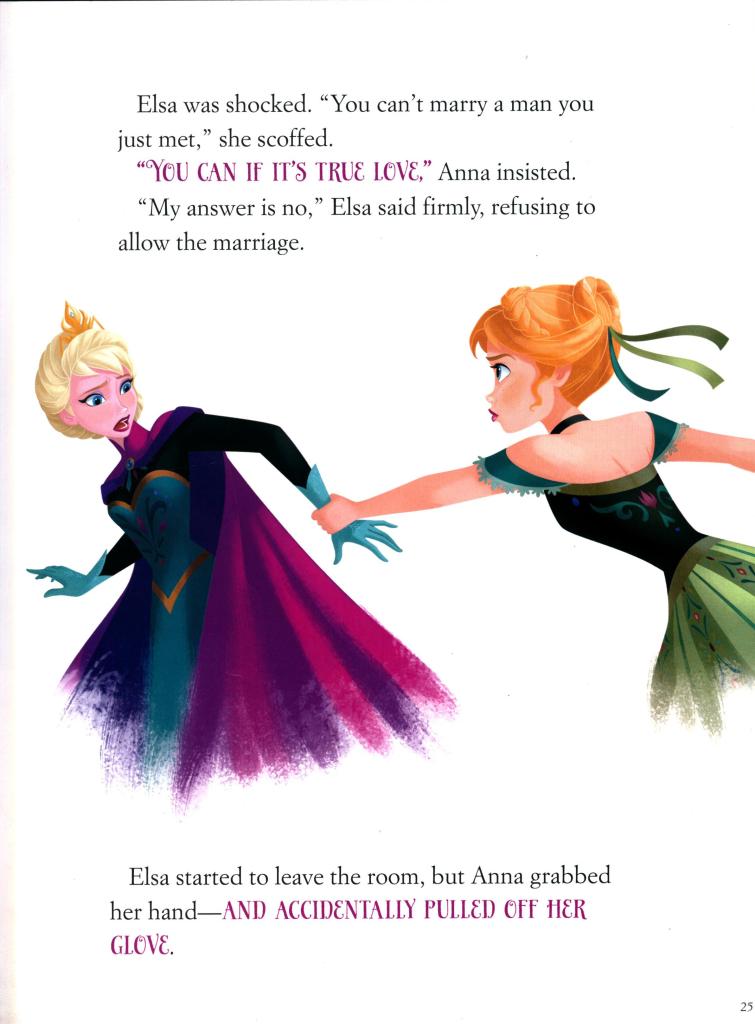 Elsa was shocked. “You can’t marry a man you
just met,” she scoffed.
“YOU CAN IF IT’S TRUE LOVE,” Anna insisted.
“My answer is no,” Elsa said firmly, refusing to
allow the marriage.
Elsa started to leave the room, but Anna grabbed
her hand—AND ACCIDENTALLY PULLED OFF HER
GLOVE.
25